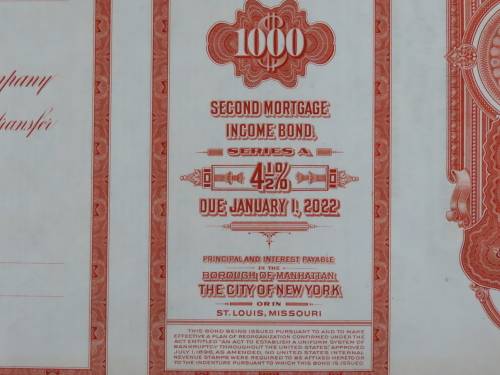 1000
mpany
transfer
SECOND MORTGAGE
INCOME BOND,
SERIES A
4½%
DUE JANUARY 1, 2022
PRINCIPAL AND INTEREST PAYABLE
IN THE
BOROUGH OF MANHATTAN,
THE CITY OF NEW YORK
OR IN
ST. LOUIS, MISSOURI
THIS BOND BEING ISSUED PURSUANT TO AND TO MAKE
EFFECTIVE A PLAN OF REORGANIZATION CONFIRMED UNDER THE
ACT ENTITLED "AN ACT TO ESTABLISH A UNIFORM SYSTEM OF
BANKRUPTCY THROUGHOUT THE UNITED STATES" APPROVED
JULY 1, 1898, AS AMENDED, NO UNITED STATES INTERNAL
REVENUE STAMPS WERE REQUIRED TO BE AFFIXED HERETO OR
TO THE INDENTURE PURSUANT TO WHICH THIS BOND IS ISSUED.